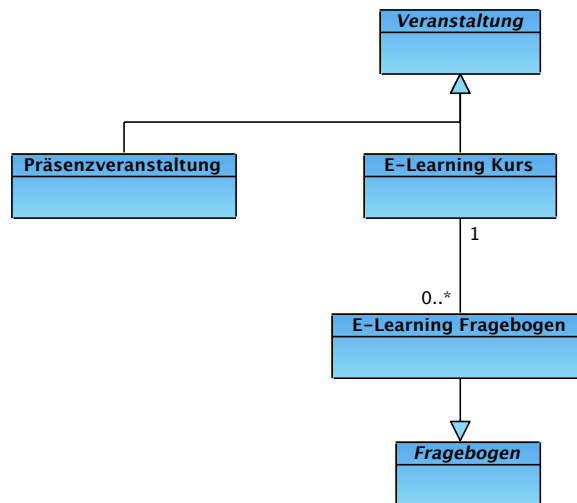 Veranstaltung
Präsenzveranstaltung
E-Learning Kurs
1
0..*
E-Learning Fragebogen
Fragebogen